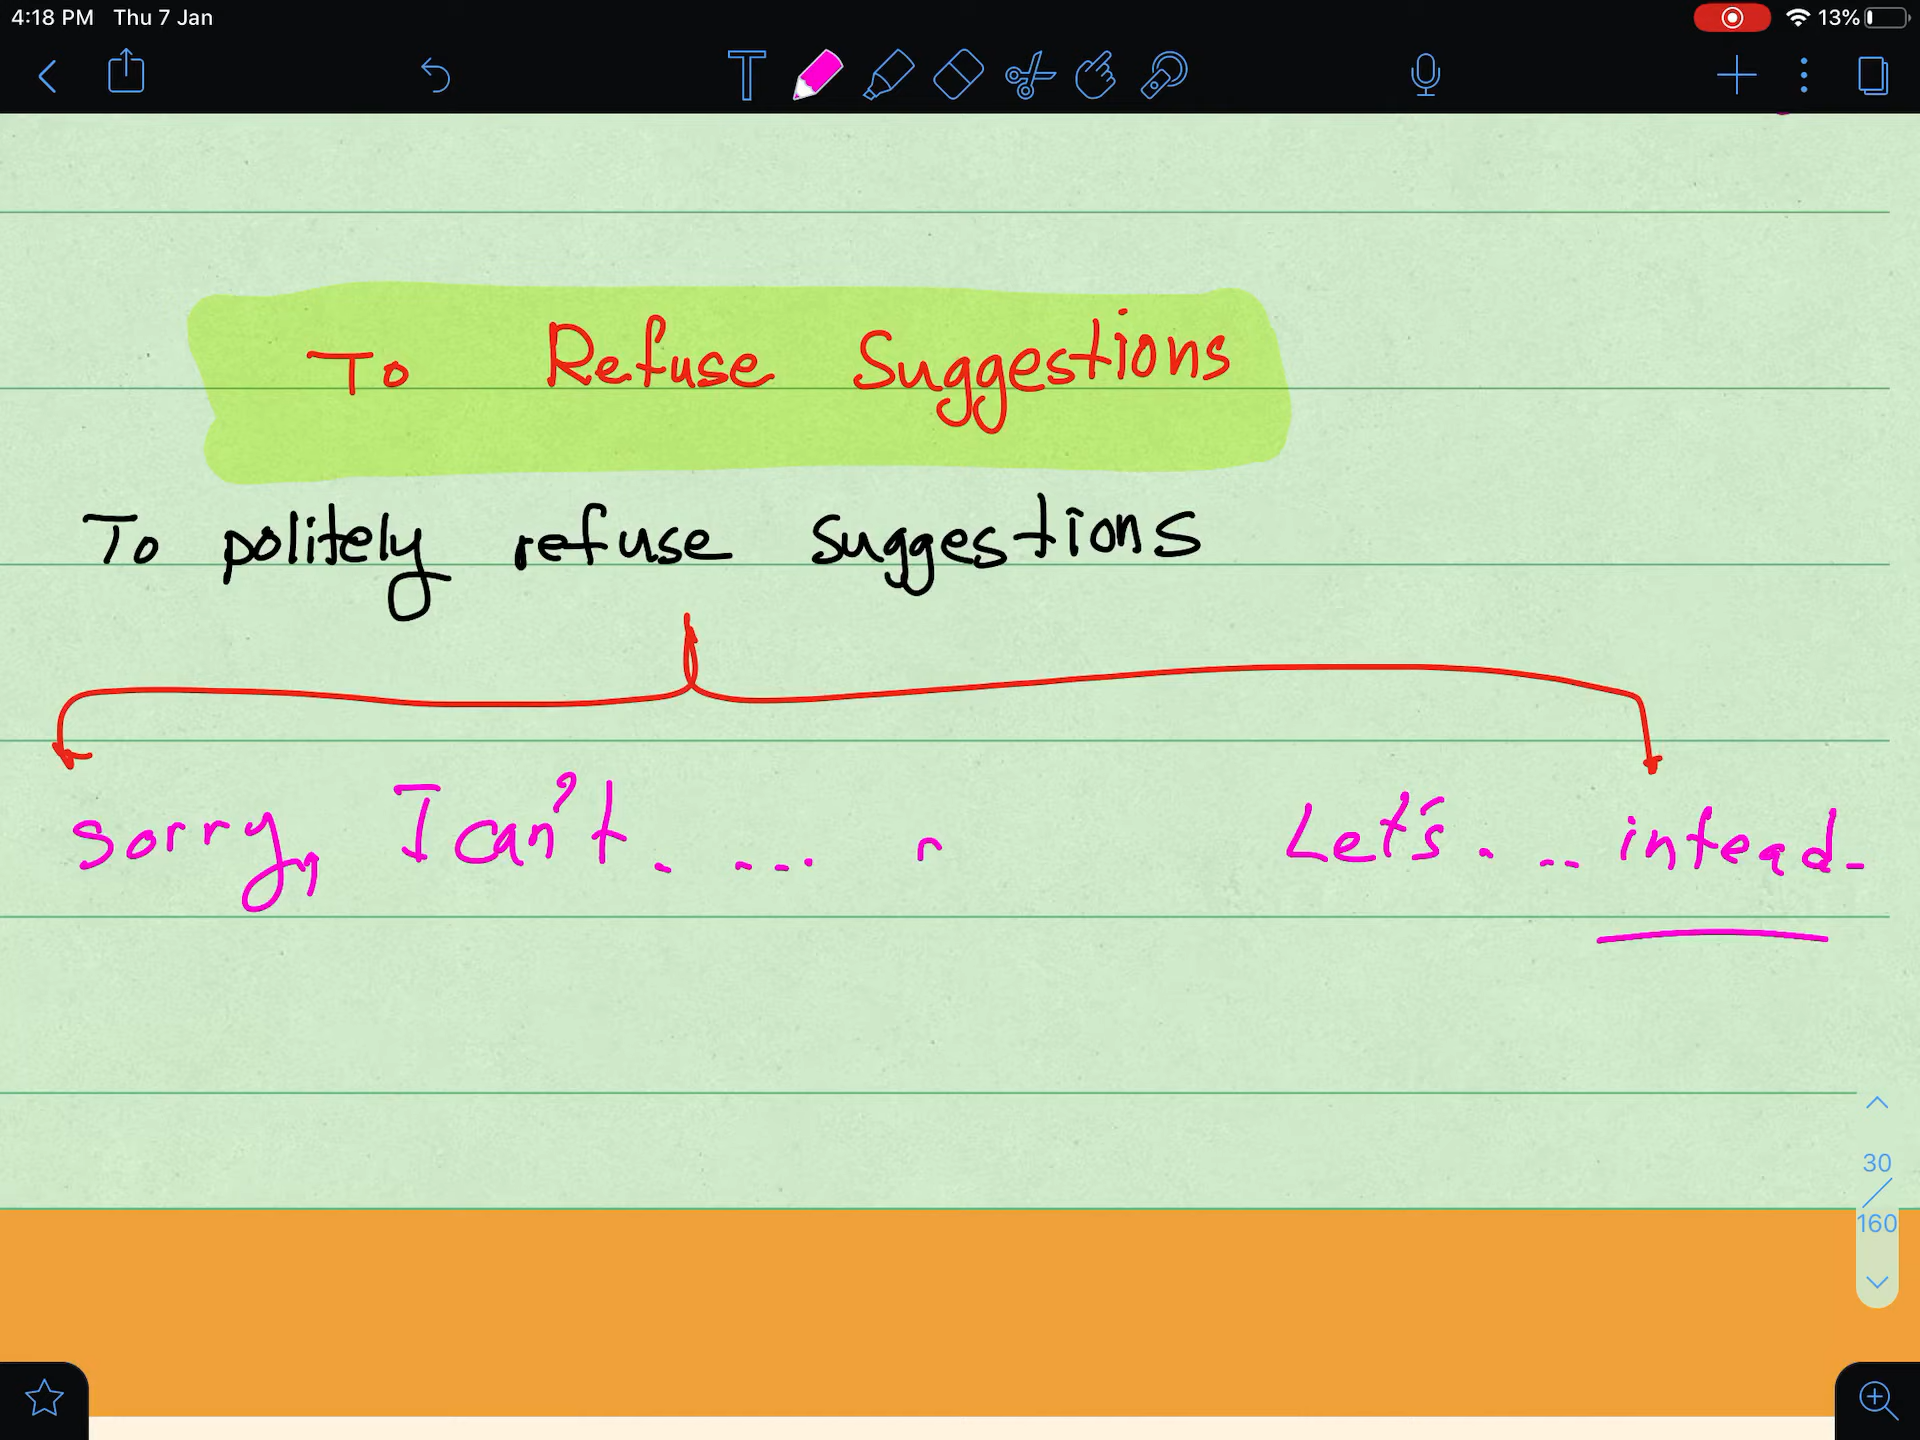 4:18 PM Thu 7 Jan 13%
To Refuse Suggestions
To politely refuse suggestions
sorry, I can't. ....
Let's. .. intead.
30
160